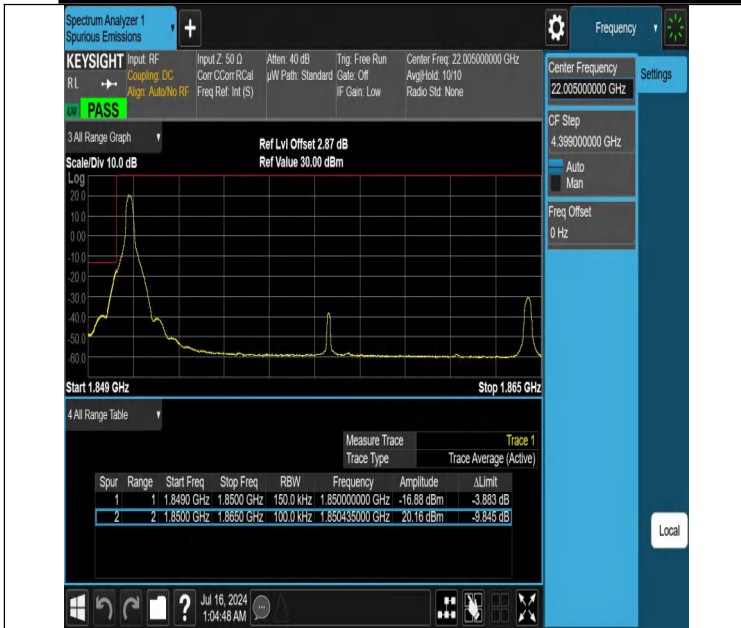 Spectrum Analyzer 1
Spurious Emissions
+
Frequency
KEYSIGHT
RL
PASS
Input: RF
Coupling: DC
Align: Auto/No RF
Input Z: 50 Ω
Corr CCorr RCal
Freq Ref: Int (S)
Atten: 40 dB
µW Path: Standard
Trig: Free Run
Gate: Off
IF Gain: Low
Center Freq: 22.005000000 GHz
Avg|Hold: 10/10
Radio Std: None
Center Frequency
22.005000000 GHz
Settings
CF Step
4.399000000 GHz
Auto
Man
Freq Offset
0 Hz
3 All Range Graph
Scale/Div 10.0 dB
Ref Lvl Offset 2.87 dB
Ref Value 30.00 dBm
Log
20.0
10.0
0.00
-10.0
-20.0
-30.0
-40.0
-50.0
-60.0
Start 1.849 GHz
Stop 1.865 GHz
4 All Range Table
Measure Trace Trace 1
Trace Type Trace Average (Active)
Spur Range Start Freq Stop Freq RBW Frequency Amplitude ΔLimit
1 1 1.8490 GHz 1.8500 GHz 150.0 kHz 1.850000000 GHz -16.88 dBm -3.883 dB
2 2 1.8500 GHz 1.8650 GHz 100.0 kHz 1.850435000 GHz 20.16 dBm -9.845 dB
Local
?
Jul 16, 2024
1:04:48 AM